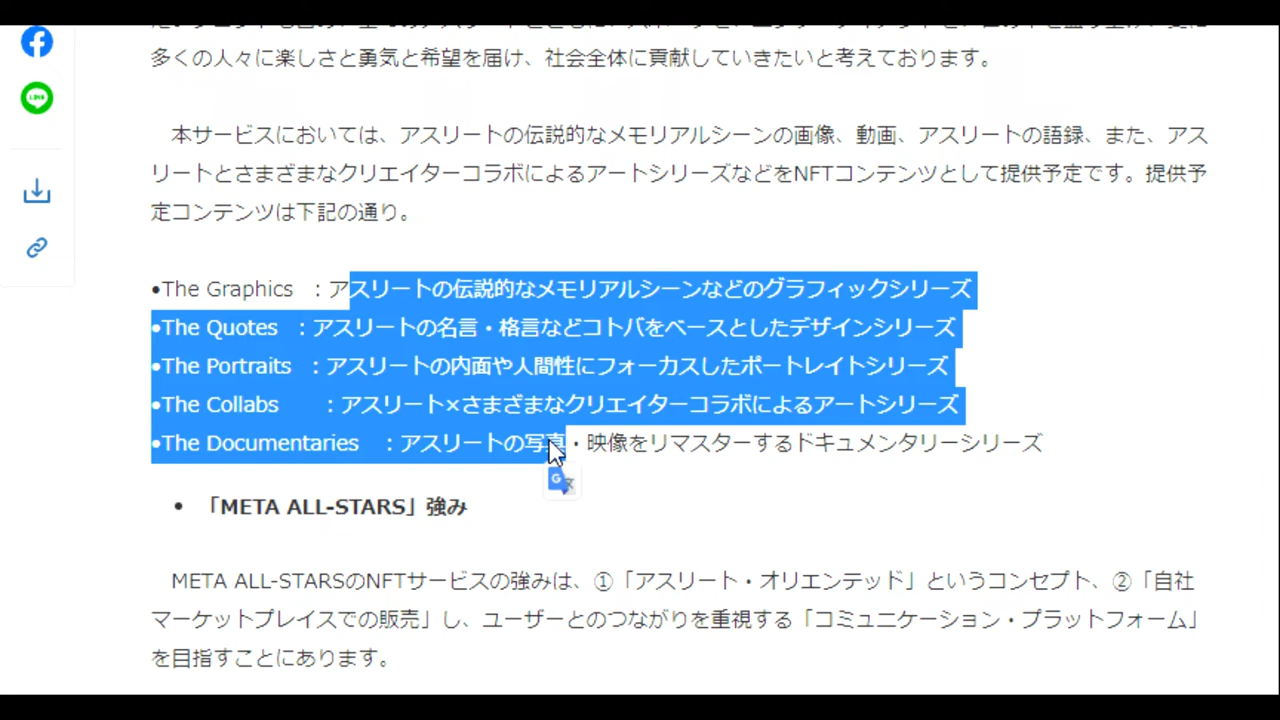 多くの人々に楽しさと勇気と希望を届け、社会全体に貢献していきたいと考えております。
本サービスにおいては、アスリートの伝説的なメモリアルシーンの画像、動画、アスリートの語録、また、アス
リートとさまざまなクリエイターコラボによるアートシリーズなどをNFTコンテンツとして提供予定です。提供予
定コンテンツは下記の通り。
•The Graphics ：アスリートの伝説的なメモリアルシーンなどのグラフィックシリーズ
•The Quotes ：アスリートの名言・格言などコトバをベースとしたデザインシリーズ
•The Portraits ：アスリートの内面や人間性にフォーカスしたポートレイトシリーズ
•The Collabs ：アスリート×さまざまなクリエイターコラボによるアートシリーズ
•The Documentaries ：アスリートの写真・映像をリマスターするドキュメンタリーシリーズ
• 「META ALL-STARS」強み
META ALL-STARSのNFTサービスの強みは、①「アスリート・オリエンテッド」というコンセプト、②「自社
マーケットプレイスでの販売」し、ユーザーとのつながりを重視する「コミュニケーション・プラットフォーム」
を目指すことにあります。